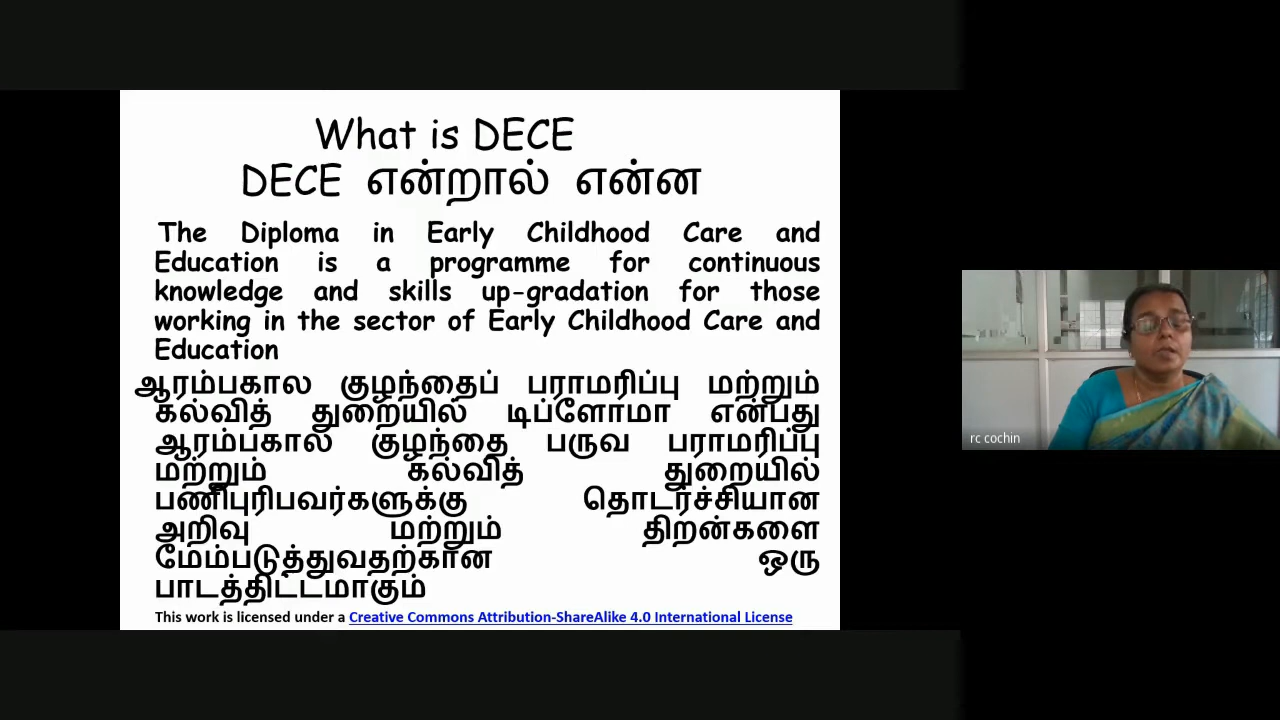 What is DECE
DECE என்றால் என்ன
The Diploma in Early Childhood Care and
Education is a programme for continuous
knowledge and skills up-gradation for those
working in the sector of Early Childhood Care and
Education
ஆரம்பகால குழந்தைப் பராமரிப்பு மற்றும்
கல்வித் துறையில் டிப்ளோமா என்பது
ஆரம்பகால குழந்தை பருவ பராமரிப்பு
மற்றும் கல்வித் துறையில்
பணிபுரிபவர்களுக்கு தொடர்ச்சியான
அறிவு மற்றும் திறன்களை
மேம்படுத்துவதற்கான ஒரு
பாடத்திட்டமாகும்
This work is licensed under a Creative Commons Attribution-ShareAlike 4.0 International License
rc cochin